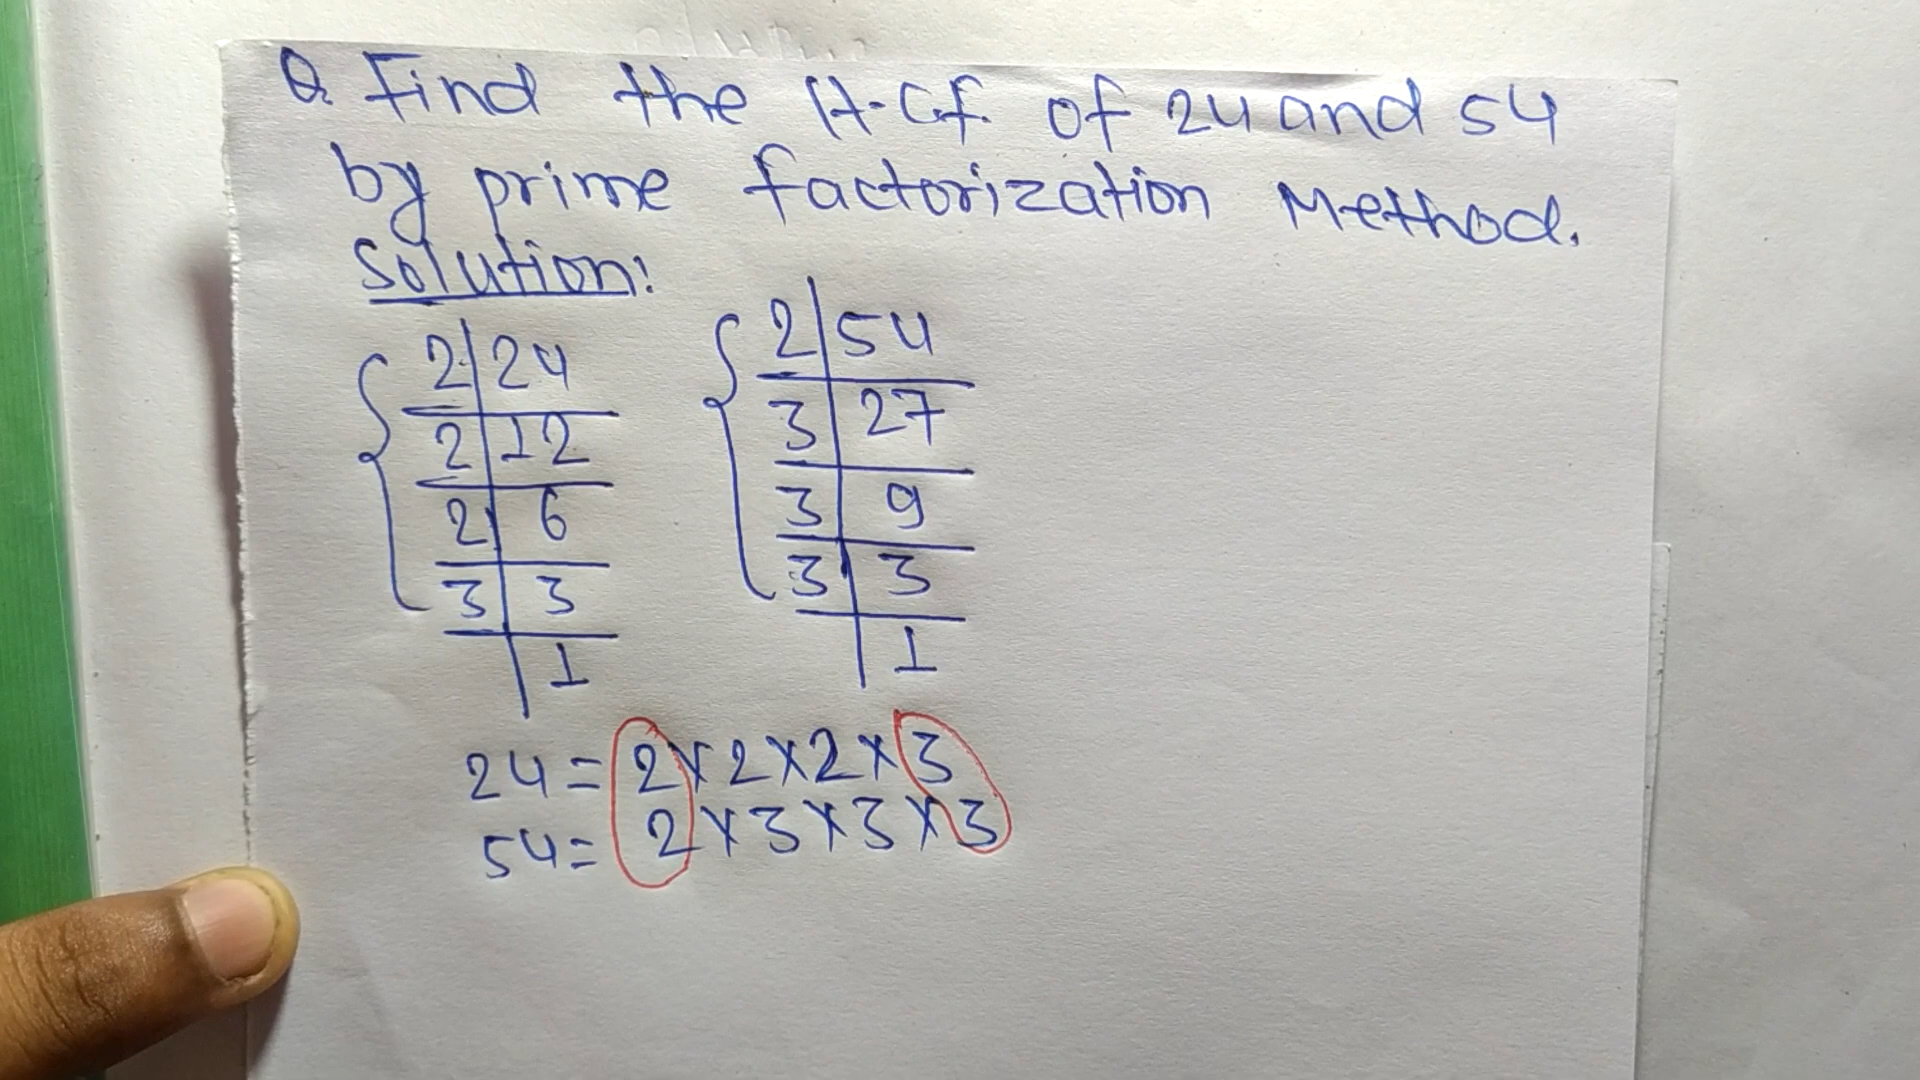 Q. Find the H.C.f. of 24 and 54
by prime factorization Method.
Solution:
2 | 24
2 | 12
2 | 6
3 | 3
1
2 | 54
3 | 27
3 | 9
3 | 3
1
24 = 2×2×2×3
54 = 2×3×3×3